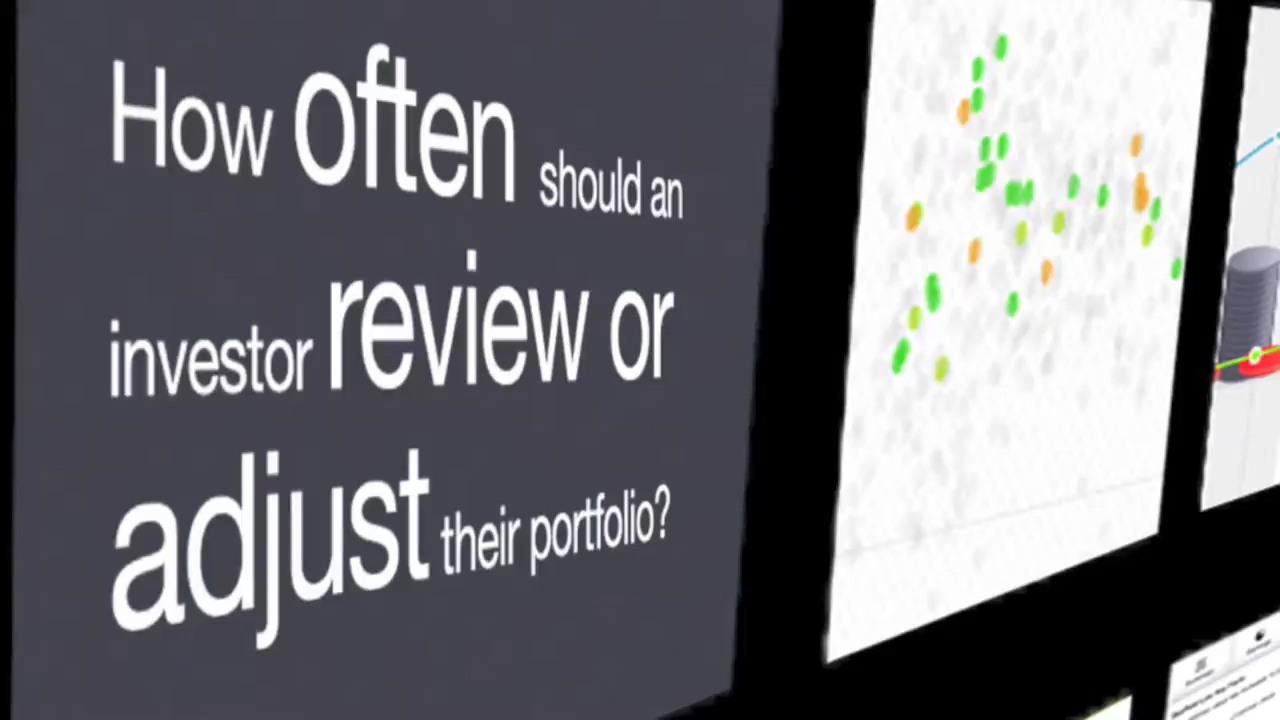 How often should an
investor review or
adjust their portfolio?